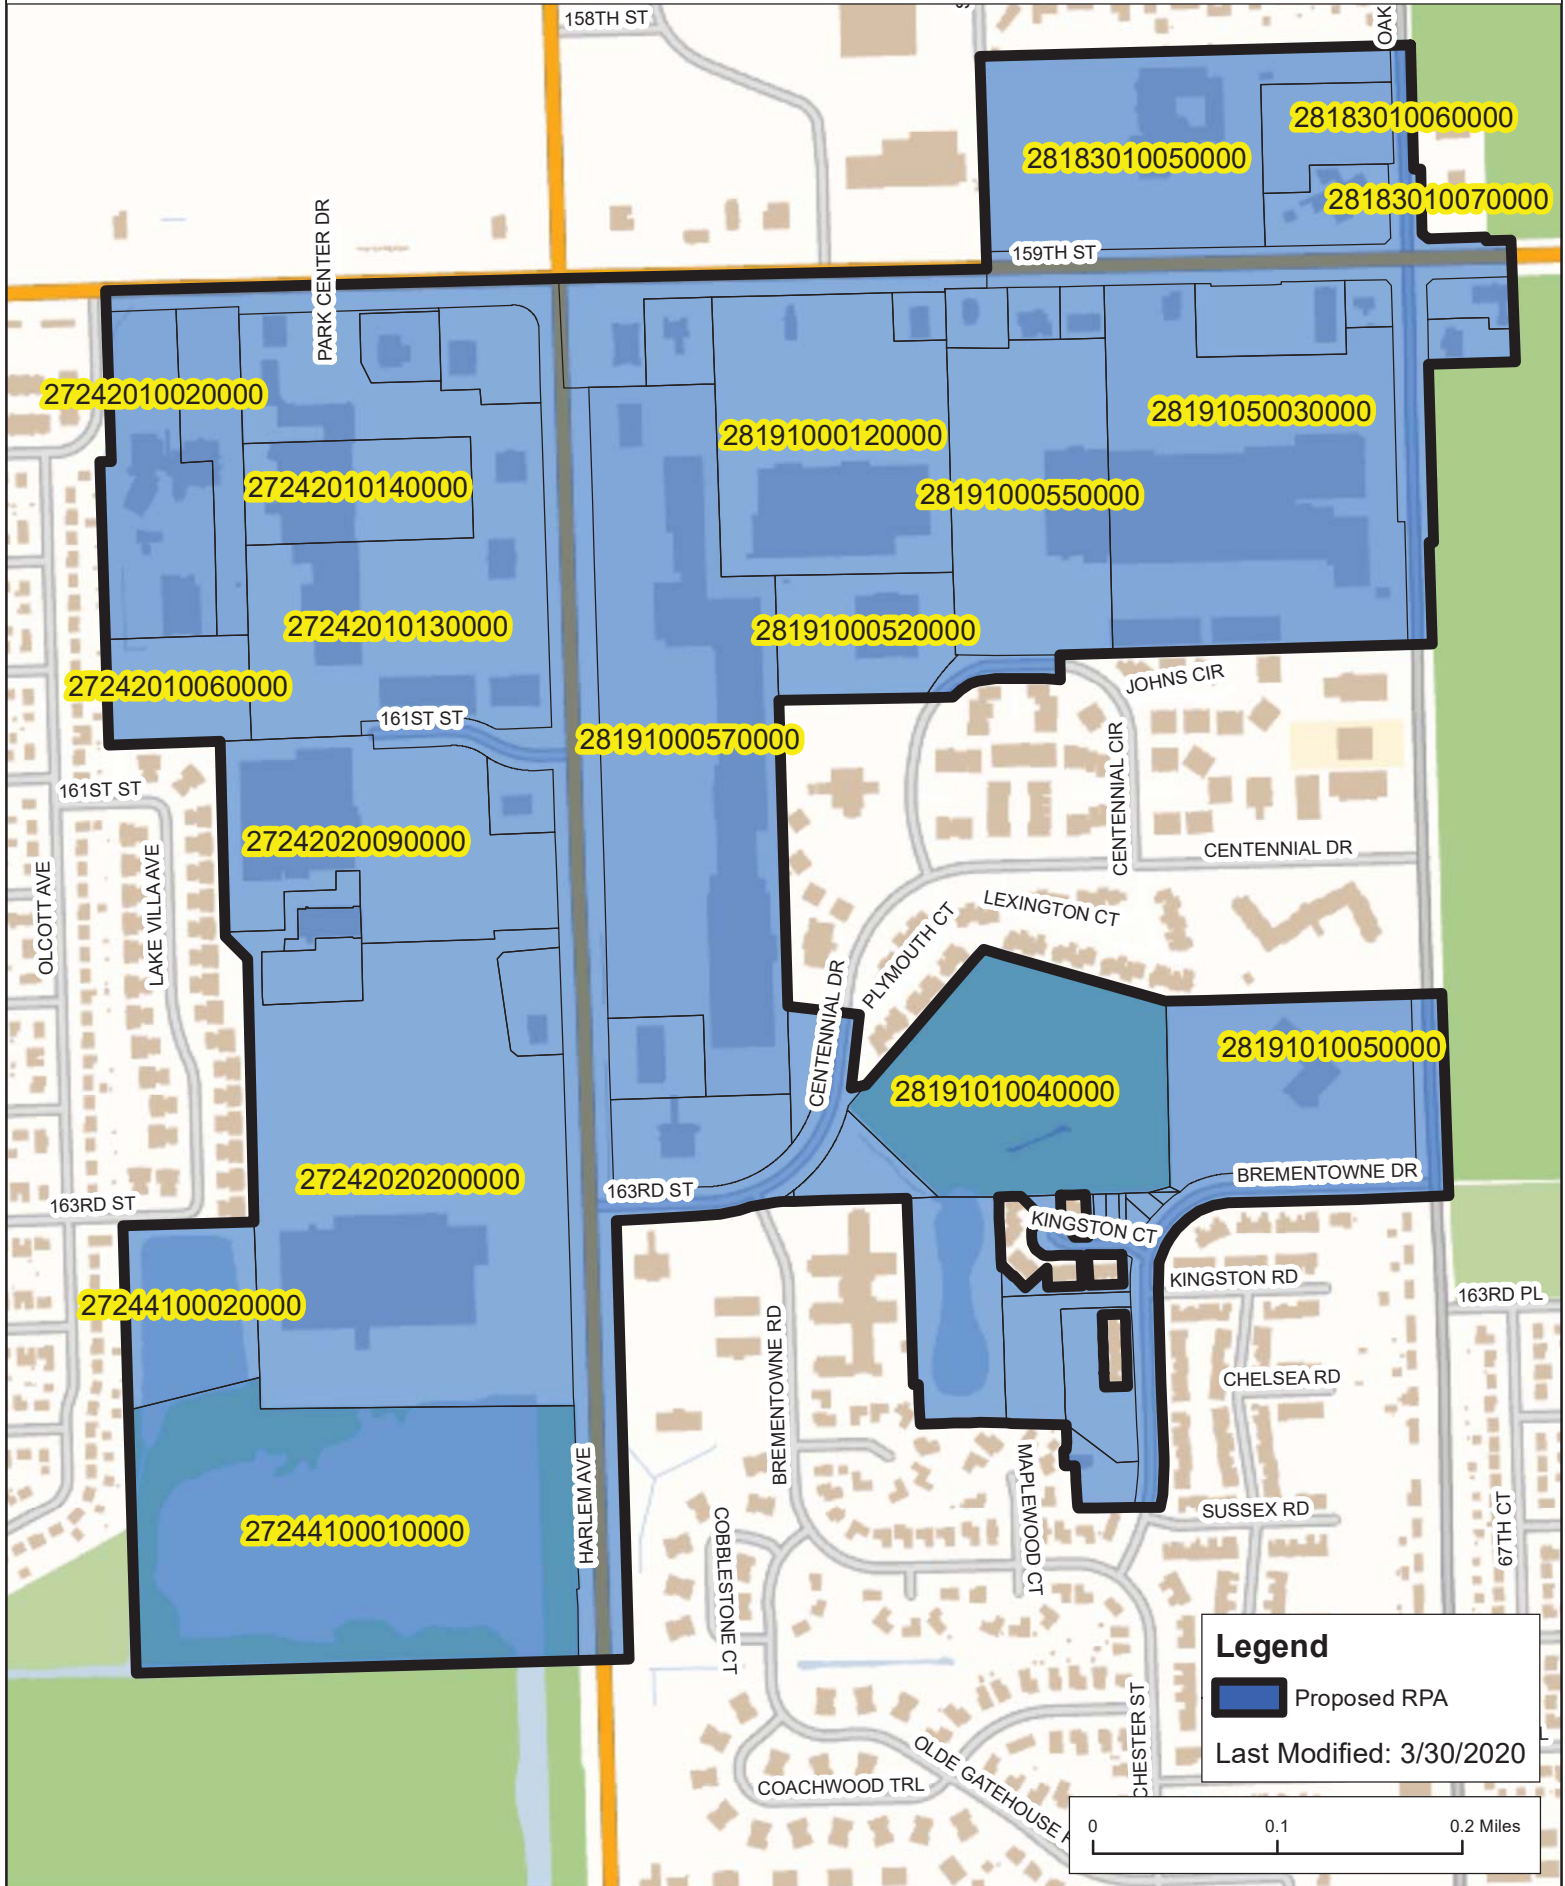 158TH ST
OAK
28183010060000
28183010050000
28183010070000
159TH ST
PARK CENTER DR
27242010020000
28191050030000
28191000120000
27242010140000
28191000550000
27242010130000
28191000520000
27242010060000
JOHNS CIR
161ST ST
28191000570000
161ST ST
CENTENNIAL CIR
27242020090000
CENTENNIAL DR
OLCOTT AVE
LAKE VILLA AVE
LEXINGTON CT
PLYMOUTH CT
CENTENNIAL DR
28191010050000
28191010040000
27242020200000
163RD ST
BREMENTOWNE DR
163RD ST
KINGSTON CT
KINGSTON RD
163RD PL
27244100020000
BREMENTOWNE RD
CHELSEA RD
HARLEM AVE
MAPLEWOOD CT
SUSSEX RD
67TH CT
27244100010000
COBBLESTONE CT
Legend
Proposed RPA
Last Modified: 3/30/2020
CHESTER ST
OLDE GATEHOUSE
COACHWOOD TRL
0 0.1 0.2 Miles